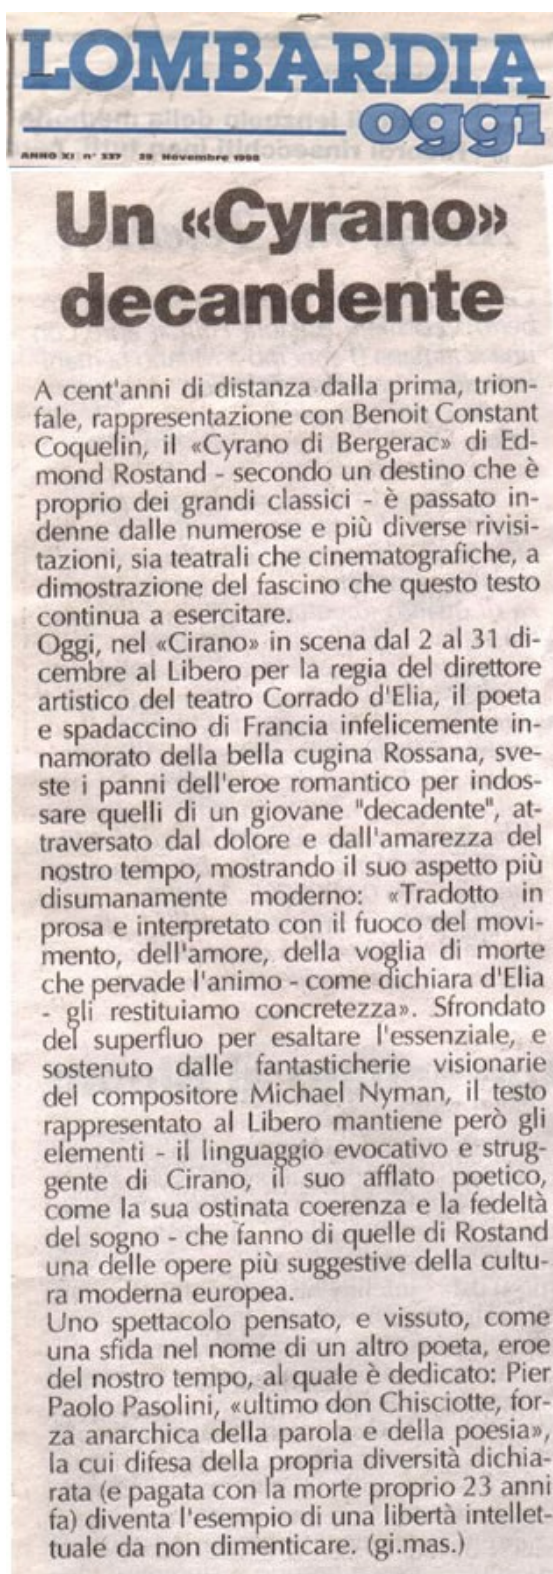 LOMBARDIA
oggi
ANNO XI n° 337 29 Novembre 1998
Un «Cyrano»
decandente
A cent'anni di distanza dalla prima, trion-
fale, rappresentazione con Benoit Constant
Coquelin, il «Cyrano di Bergerac» di Ed-
mond Rostand - secondo un destino che è
proprio dei grandi classici - è passato in-
denne dalle numerose e più diverse rivisi-
tazioni, sia teatrali che cinematografiche, a
dimostrazione del fascino che questo testo
continua a esercitare.
Oggi, nel «Cirano» in scena dal 2 al 31 di-
cembre al Libero per la regia del direttore
artistico del teatro Corrado d'Elia, il poeta
e spadaccino di Francia infelicemente in-
namorato della bella cugina Rossana, sve-
ste i panni dell'eroe romantico per indos-
sare quelli di un giovane "decadente", at-
traversato dal dolore e dall'amarezza del
nostro tempo, mostrando il suo aspetto più
disumanamente moderno: «Tradotto in
prosa e interpretato con il fuoco del movi-
mento, dell'amore, della voglia di morte
che pervade l'animo - come dichiara d'Elia
- gli restituiamo concretezza». Sfrondato
del superfluo per esaltare l'essenziale, e
sostenuto dalle fantasticherie visionarie
del compositore Michael Nyman, il testo
rappresentato al Libero mantiene però gli
elementi - il linguaggio evocativo e strug-
gente di Cirano, il suo afflato poetico,
come la sua ostinata coerenza e la fedeltà
del sogno - che fanno di quelle di Rostand
una delle opere più suggestive della cultu-
ra moderna europea.
Uno spettacolo pensato, e vissuto, come
una sfida nel nome di un altro poeta, eroe
del nostro tempo, al quale è dedicato: Pier
Paolo Pasolini, «ultimo don Chisciotte, for-
za anarchica della parola e della poesia»,
la cui difesa della propria diversità dichia-
rata (e pagata con la morte proprio 23 anni
fa) diventa l'esempio di una libertà intellet-
tuale da non dimenticare. (gi.mas.)